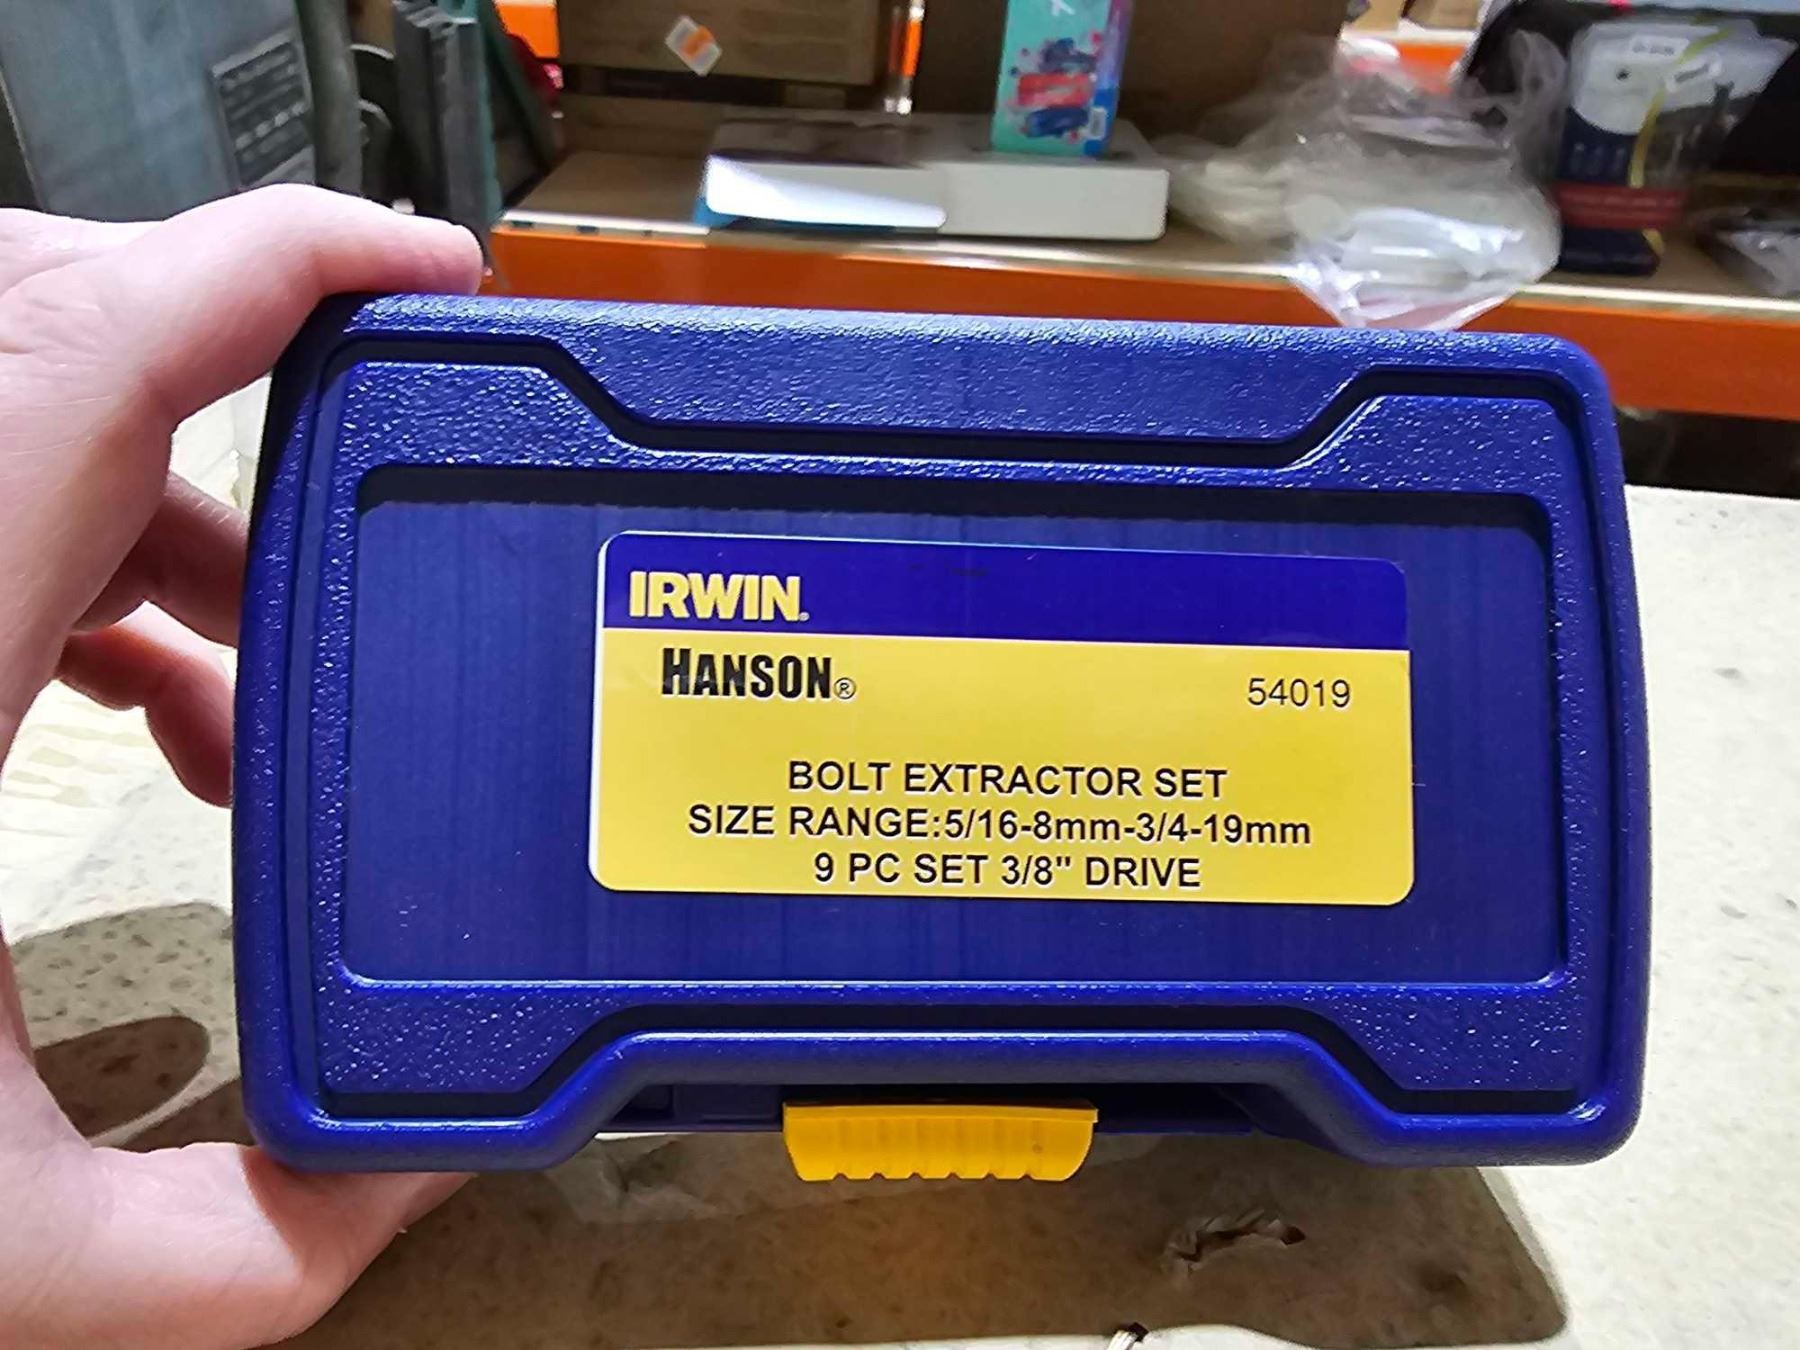 IRWIN®
HANSON®
54019
BOLT EXTRACTOR SET
SIZE RANGE:5/16-8mm-3/4-19mm
9 PC SET 3/8" DRIVE